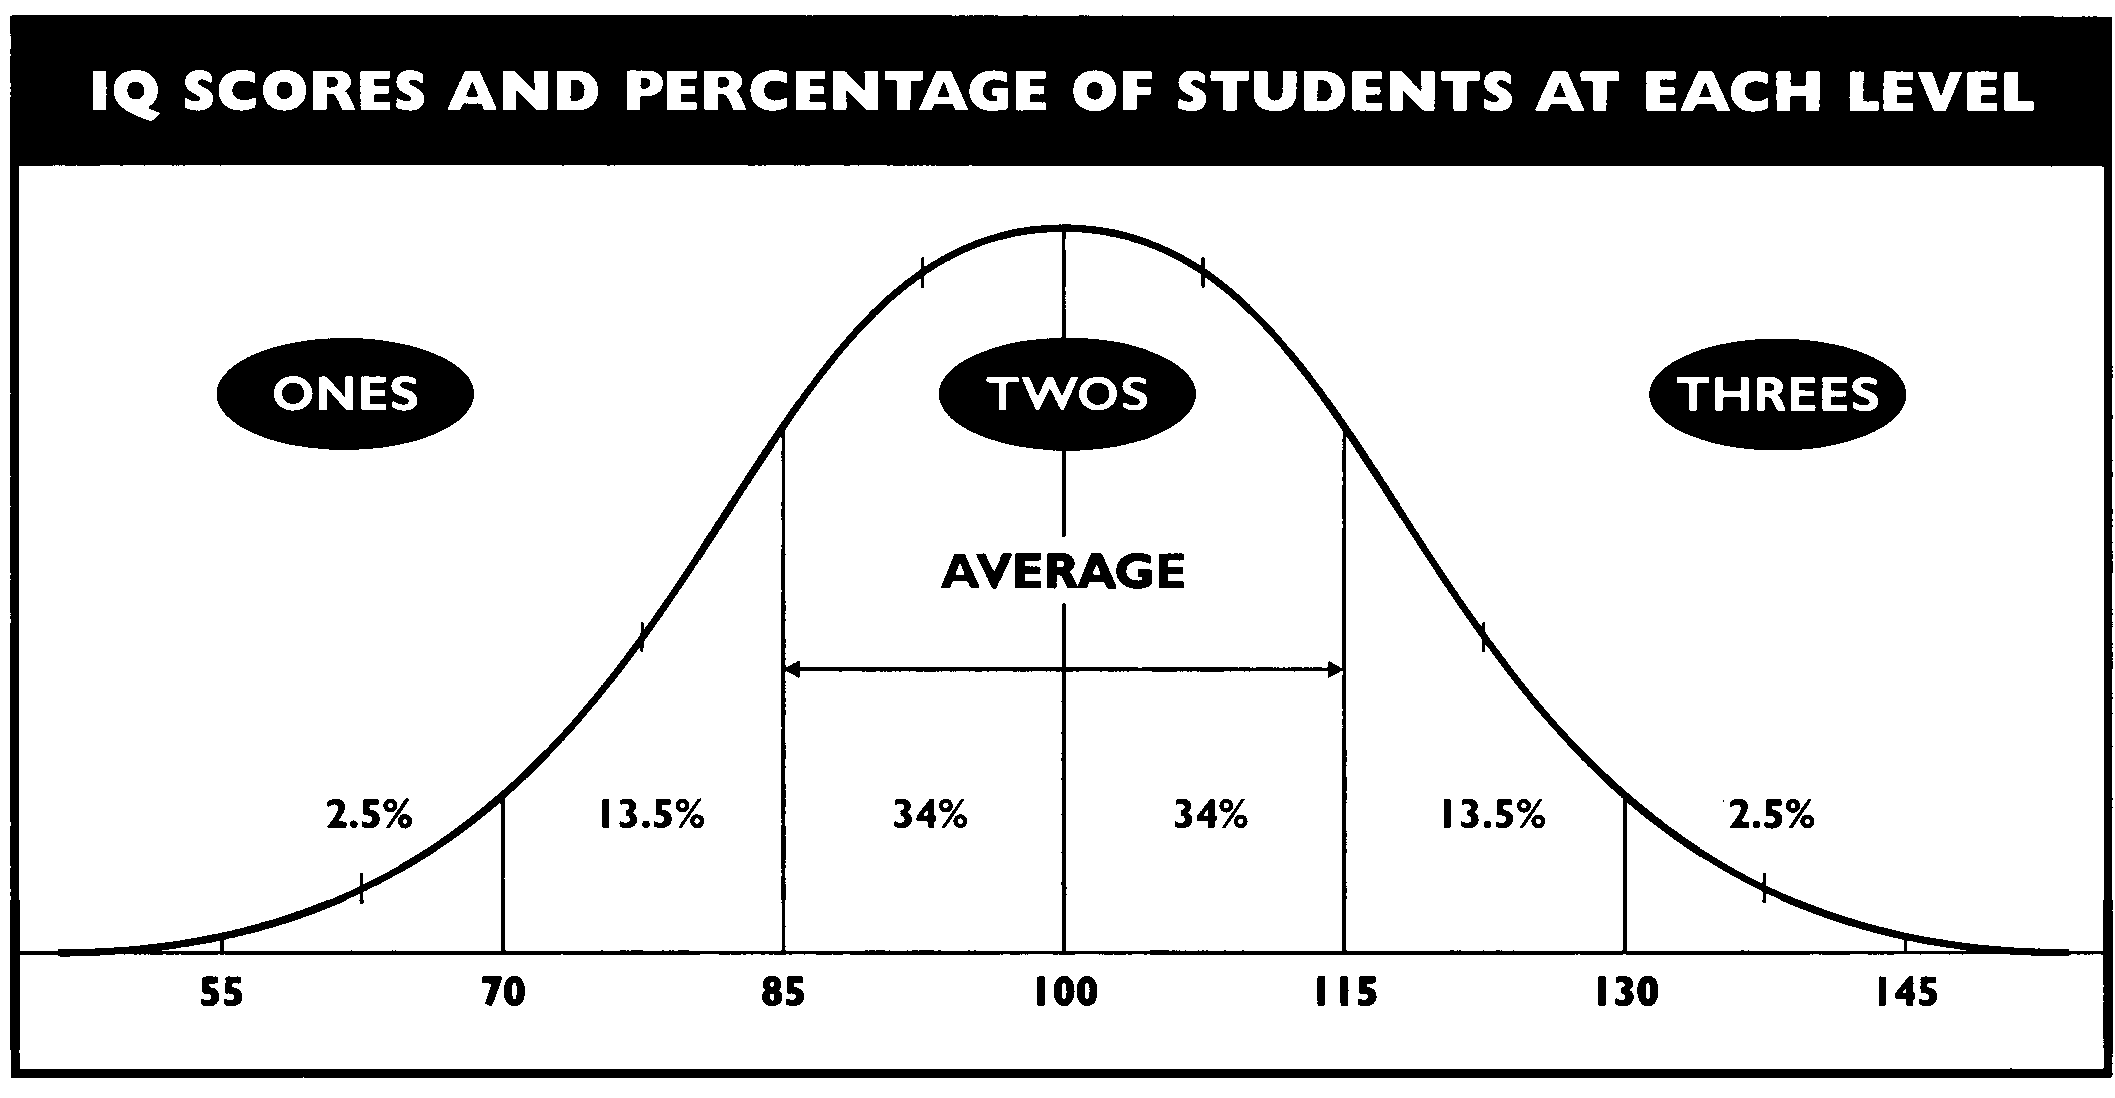 IQ SCORES AND PERCENTAGE OF STUDENTS AT EACH LEVEL
ONES TWOS THREES
AVERAGE
2.5% 13.5% 34% 34% 13.5% 2.5%
55 70 85 100 115 130 145